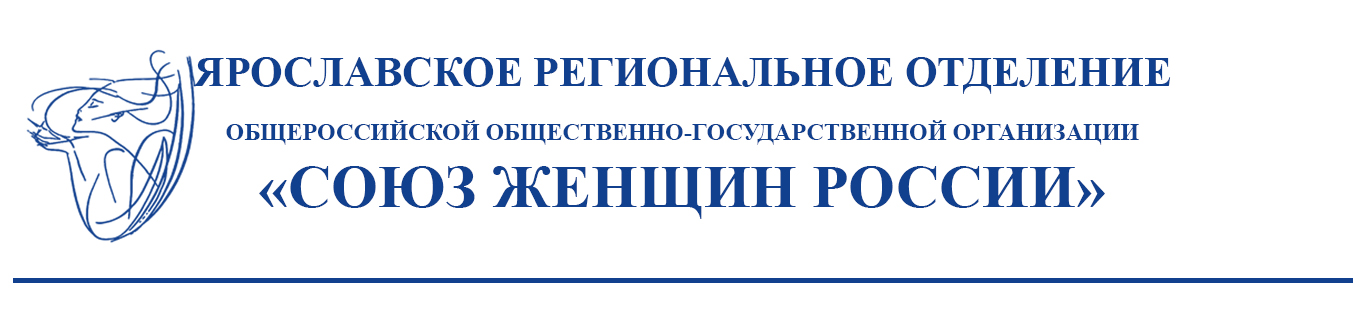 ЯРОСЛАВСКОЕ РЕГИОНАЛЬНОЕ ОТДЕЛЕНИЕ
ОБЩЕРОССИЙСКОЙ ОБЩЕСТВЕННО-ГОСУДАРСТВЕННОЙ ОРГАНИЗАЦИИ
«СОЮЗ ЖЕНЩИН РОССИИ»